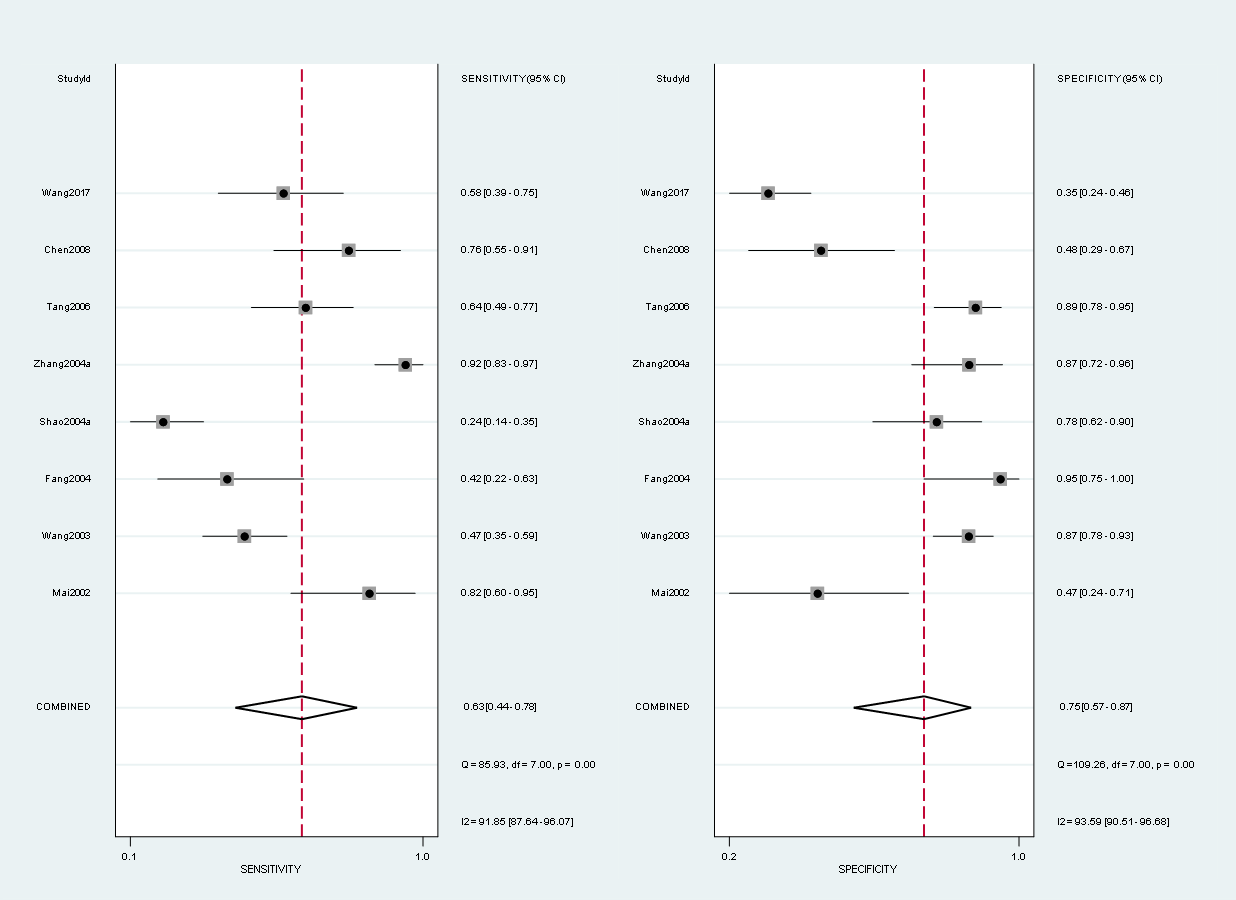 StudyId SENSITIVITY (95% CI)
Wang2017 0.58 [0.39 - 0.75]
Chen2008 0.76 [0.55 - 0.91]
Tang2006 0.64 [0.49 - 0.77]
Zhang2004a 0.92 [0.83 - 0.97]
Shao2004a 0.24 [0.14 - 0.35]
Fang2004 0.42 [0.22 - 0.63]
Wang2003 0.47 [0.35 - 0.59]
Mai2002 0.82 [0.60 - 0.95]
COMBINED 0.63[0.44 - 0.78]
Q = 85.93, df = 7.00, p = 0.00
I2 = 91.85 [87.64 - 96.07]
0.1 1.0
SENSITIVITY
StudyId SPECIFICITY (95% CI)
Wang2017 0.35 [0.24 - 0.46]
Chen2008 0.48 [0.29 - 0.67]
Tang2006 0.89 [0.78 - 0.95]
Zhang2004a 0.87 [0.72 - 0.96]
Shao2004a 0.78 [0.62 - 0.90]
Fang2004 0.95 [0.75 - 1.00]
Wang2003 0.87 [0.78 - 0.93]
Mai2002 0.47 [0.24 - 0.71]
COMBINED 0.75[0.57 - 0.87]
Q =109.26, df = 7.00, p = 0.00
I2 = 93.59 [90.51 - 96.68]
0.2 1.0
SPECIFICITY